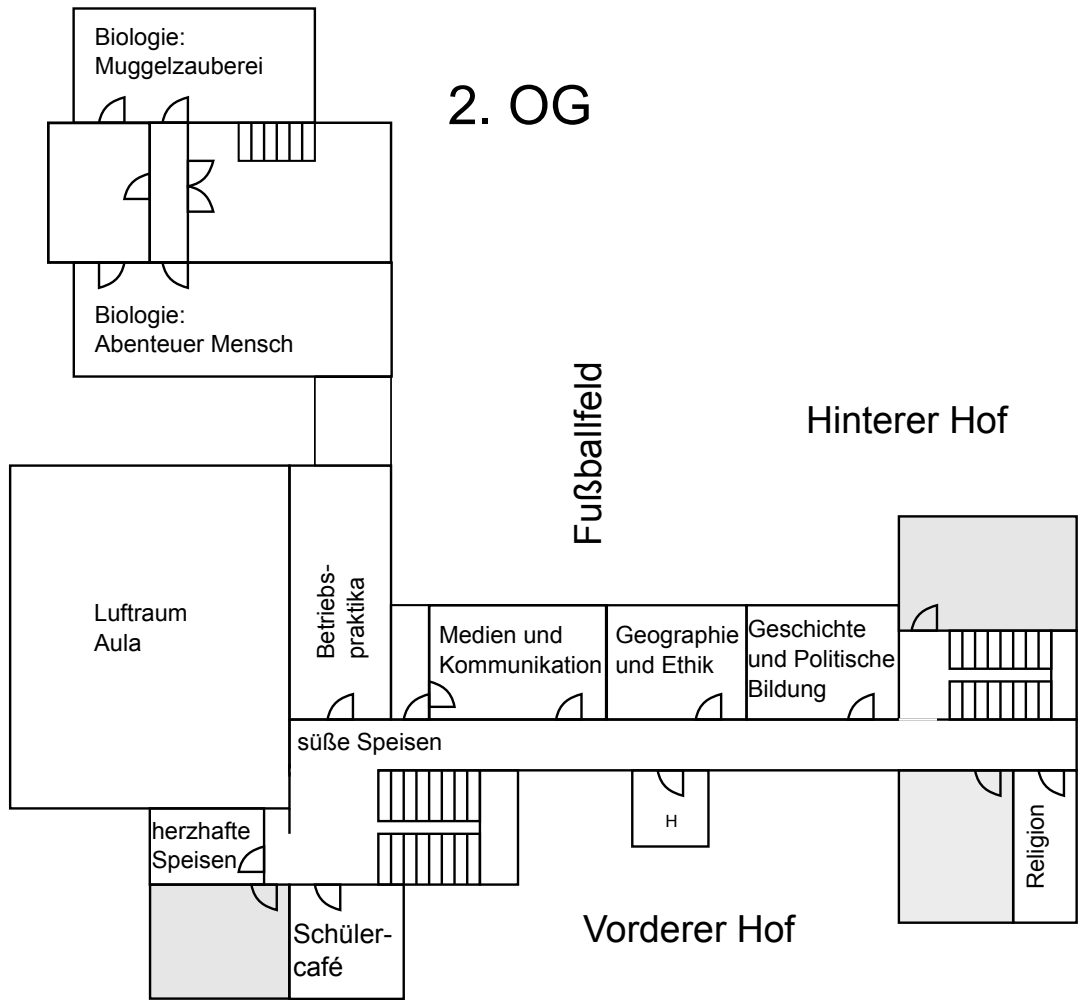 Biologie:
Muggelzauberei
2. OG
Biologie:
Abenteuer Mensch
Fußballfeld
Hinterer Hof
Luftraum
Aula
Betriebs-
praktika
Medien und
Kommunikation
Geographie
und Ethik
Geschichte
und Politische
Bildung
süße Speisen
herzhafte
Speisen
H
Religion
Schüler-
café
Vorderer Hof